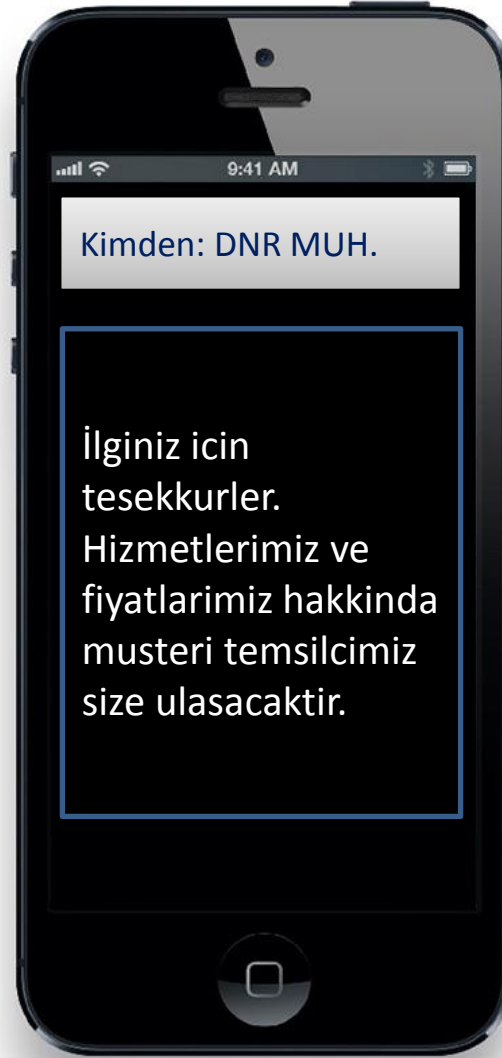 9:41 AM
Kimden: DNR MUH.
İlginiz icin
tesekkurler.
Hizmetlerimiz ve
fiyatlarimiz hakkinda
musteri temsilcimiz
size ulasacaktir.